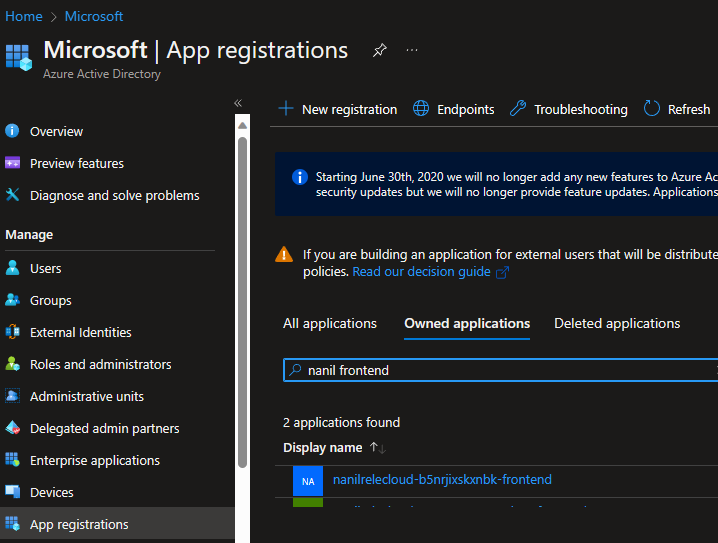 Home > Microsoft
Microsoft | App registrations
Azure Active Directory
Overview
Preview features
Diagnose and solve problems
Manage
Users
Groups
External Identities
Roles and administrators
Administrative units
Delegated admin partners
Enterprise applications
Devices
App registrations
New registration Endpoints Troubleshooting Refresh
Starting June 30th, 2020 we will no longer add any new features to Azure Ac
security updates but we will no longer provide feature updates. Applications
If you are building an application for external users that will be distribute
policies. Read our decision guide
All applications Owned applications Deleted applications
nanil frontend
2 applications found
Display name
NA nanilrelecloud-b5nrjixskxnbk-frontend